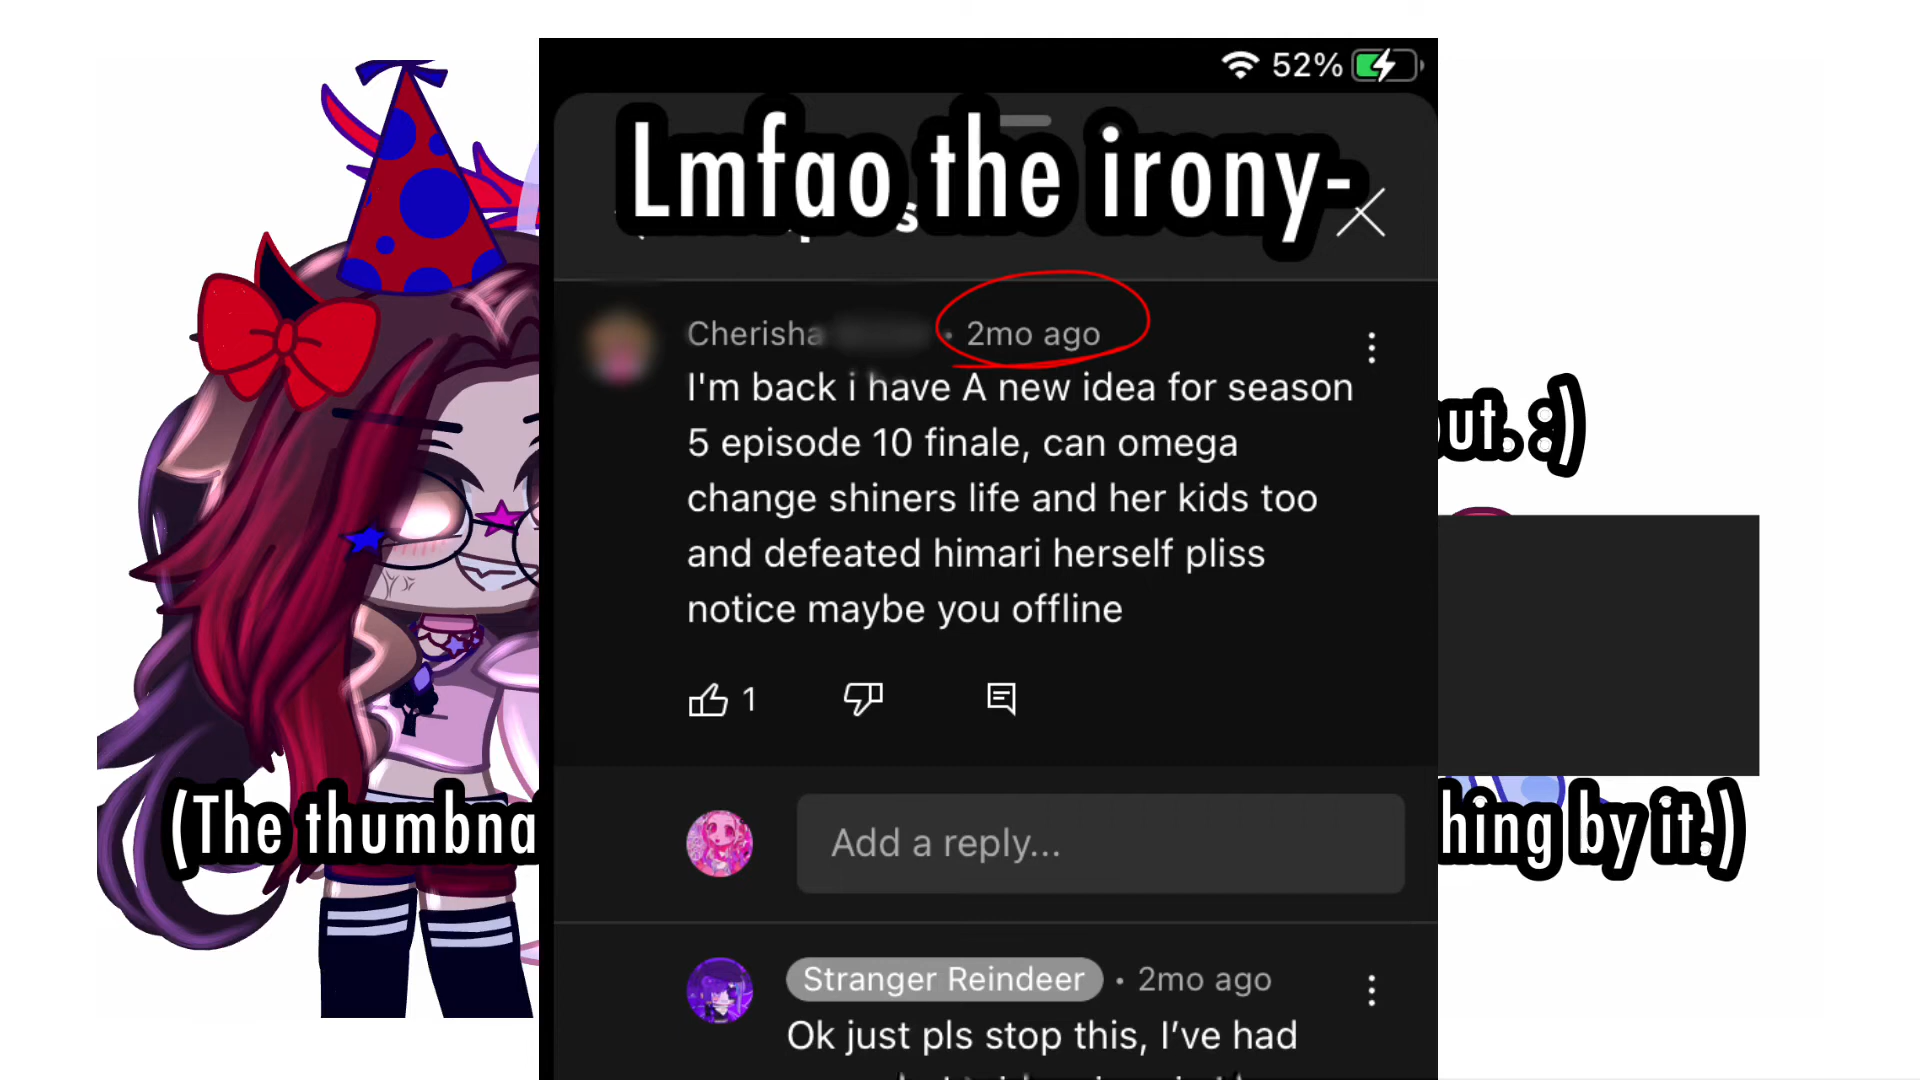 52%
Lmfao the irony-
Cherisha • 2mo ago
I'm back i have A new idea for season
5 episode 10 finale, can omega
change shiners life and her kids too
and defeated himari herself pliss
notice maybe you offline
ut. :)
1
(The thumbna
hing by it.)
Add a reply...
Stranger Reindeer • 2mo ago
Ok just pls stop this, I've had